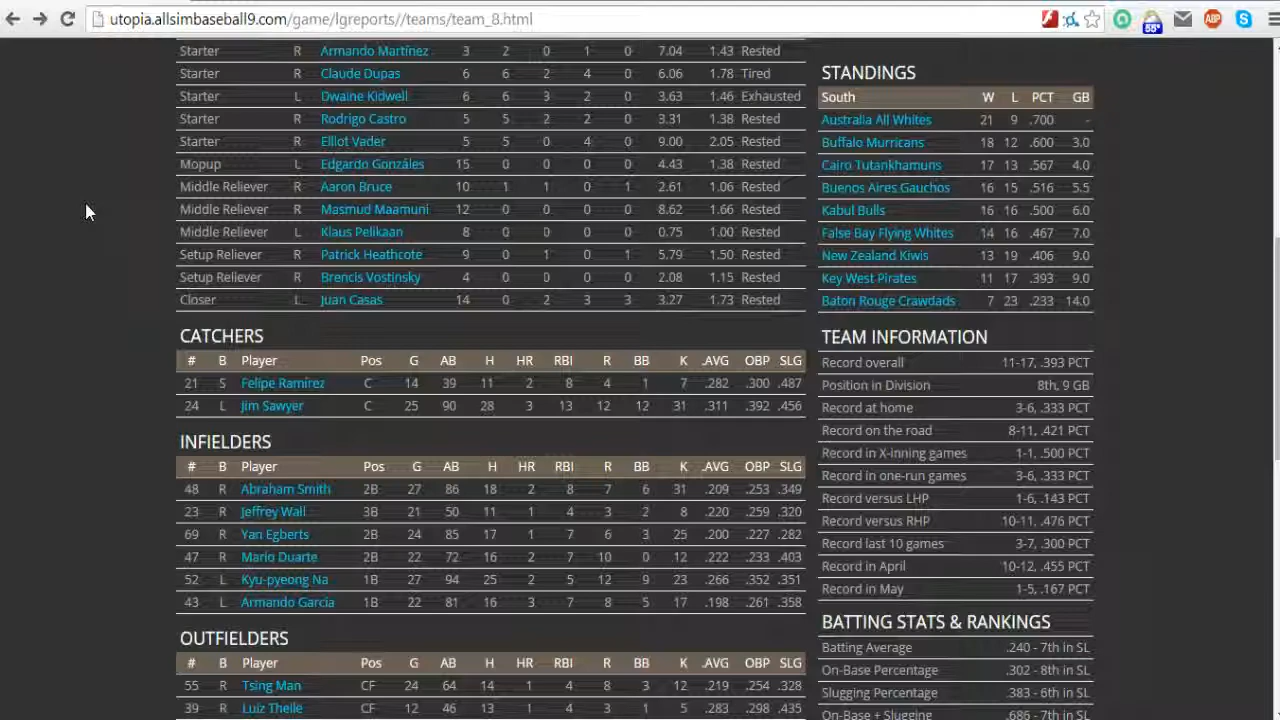 utopia.allsimbaseball9.com/game/lgreports//teams/team_8.html
55°
ABP
Starter R Armando Martínez 3 2 0 1 0 7.04 1.43 Rested
Starter R Claude Dupas 6 6 2 4 0 6.06 1.78 Tired
Starter L Dwaine Kidwell 6 6 3 2 0 3.63 1.46 Exhausted
Starter R Rodrigo Castro 5 5 2 2 0 3.31 1.38 Rested
Starter R Elliot Vader 5 5 0 4 0 9.00 2.05 Rested
Mopup L Edgardo Gonzáles 15 0 0 0 0 4.43 1.38 Rested
Middle Reliever R Aaron Bruce 10 1 1 0 1 2.61 1.06 Rested
Middle Reliever R Masmud Maamuni 12 0 0 0 0 8.62 1.66 Rested
Middle Reliever L Klaus Pelikaan 8 0 0 0 0 0.75 1.00 Rested
Setup Reliever R Patrick Heathcote 9 0 1 0 1 5.79 1.50 Rested
Setup Reliever R Brencis Vostinsky 4 0 0 0 0 2.08 1.15 Rested
Closer L Juan Casas 14 0 2 3 3 3.27 1.73 Rested
CATCHERS
# B Player Pos G AB H HR RBI R BB K .AVG OBP SLG
21 S Felipe Ramírez C 14 39 11 2 8 4 1 7 .282 .300 .487
24 L Jim Sawyer C 25 90 28 3 13 12 12 31 .311 .392 .456
INFIELDERS
# B Player Pos G AB H HR RBI R BB K .AVG OBP SLG
48 R Abraham Smith 2B 27 86 18 2 8 7 6 31 .209 .253 .349
23 R Jeffrey Wall 3B 21 50 11 1 4 3 2 8 .220 .259 .320
69 R Yan Egberts 2B 24 85 17 1 7 6 3 25 .200 .227 .282
47 R Mario Duarte 2B 22 72 16 2 7 10 0 12 .222 .233 .403
52 L Kyu-pyeong Na 1B 27 94 25 2 5 12 9 23 .266 .352 .351
43 L Armando García 1B 22 81 16 3 7 8 5 17 .198 .261 .358
OUTFIELDERS
# B Player Pos G AB H HR RBI R BB K .AVG OBP SLG
55 R Tsing Man CF 24 64 14 1 4 8 3 12 .219 .254 .328
39 R Luiz Theile CF 12 46 13 1 4 3 1 5 .283 .298 .435
STANDINGS
South W L PCT GB
Australia All Whites 21 9 .700 -
Buffalo Murricans 18 12 .600 3.0
Cairo Tutankhamuns 17 13 .567 4.0
Buenos Aires Gauchos 16 15 .516 5.5
Kabul Bulls 16 16 .500 6.0
False Bay Flying Whites 14 16 .467 7.0
New Zealand Kiwis 13 19 .406 9.0
Key West Pirates 11 17 .393 9.0
Baton Rouge Crawdads 7 23 .233 14.0
TEAM INFORMATION
Record overall 11-17, .393 PCT
Position in Division 8th, 9 GB
Record at home 3-6, .333 PCT
Record on the road 8-11, .421 PCT
Record in X-inning games 1-1, .500 PCT
Record in one-run games 3-6, .333 PCT
Record versus LHP 1-6, .143 PCT
Record versus RHP 10-11, .476 PCT
Record last 10 games 3-7, .300 PCT
Record in April 10-12, .455 PCT
Record in May 1-5, .167 PCT
BATTING STATS & RANKINGS
Batting Average .240 - 7th in SL
On-Base Percentage .302 - 8th in SL
Slugging Percentage .383 - 6th in SL
On-Base + Slugging .686 - 7th in SL